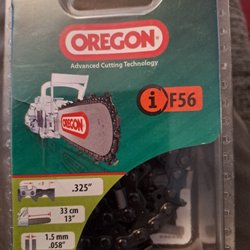 OREGON
Advanced Cutting Technology
i F56
OREGON
.325"
33 cm
13"
1.5 mm
.058"